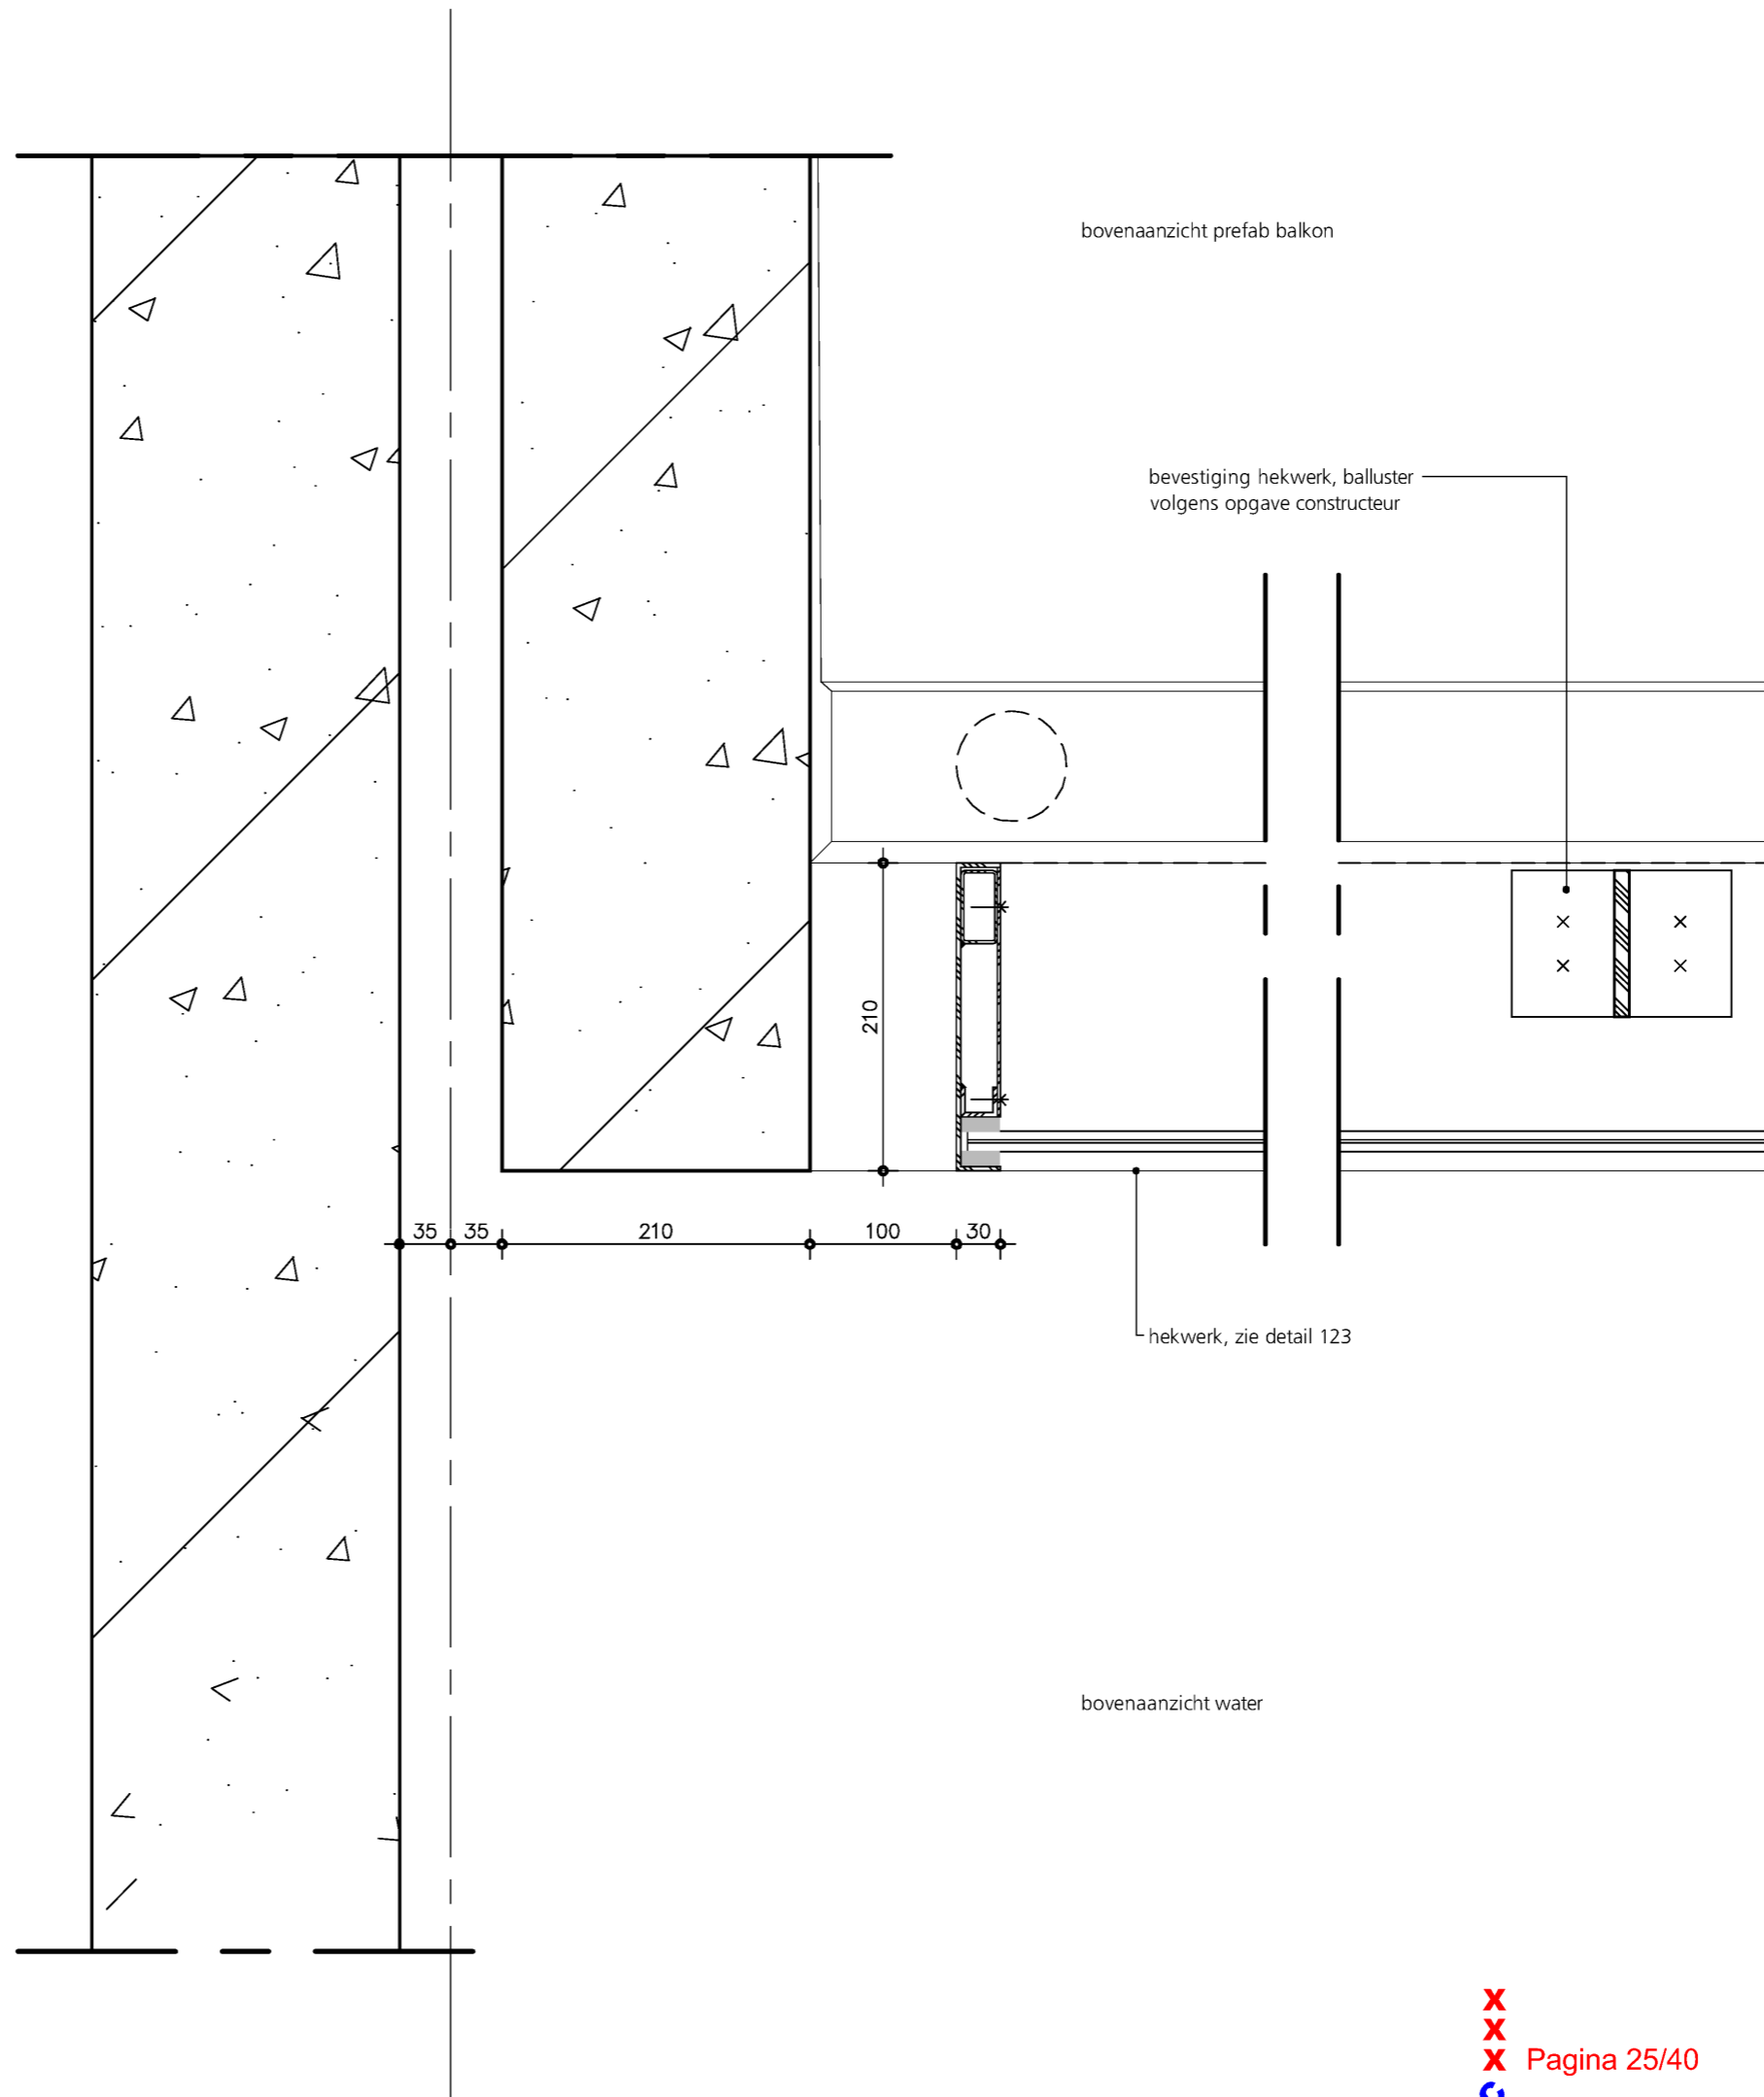 bovenaanzicht prefab balkon
bevestiging hekwerk, balluster
volgens opgave constructeur
210
35 35 210 100 30
hekwerk, zie detail 123
bovenaanzicht water
X
X
X Pagina 25/40